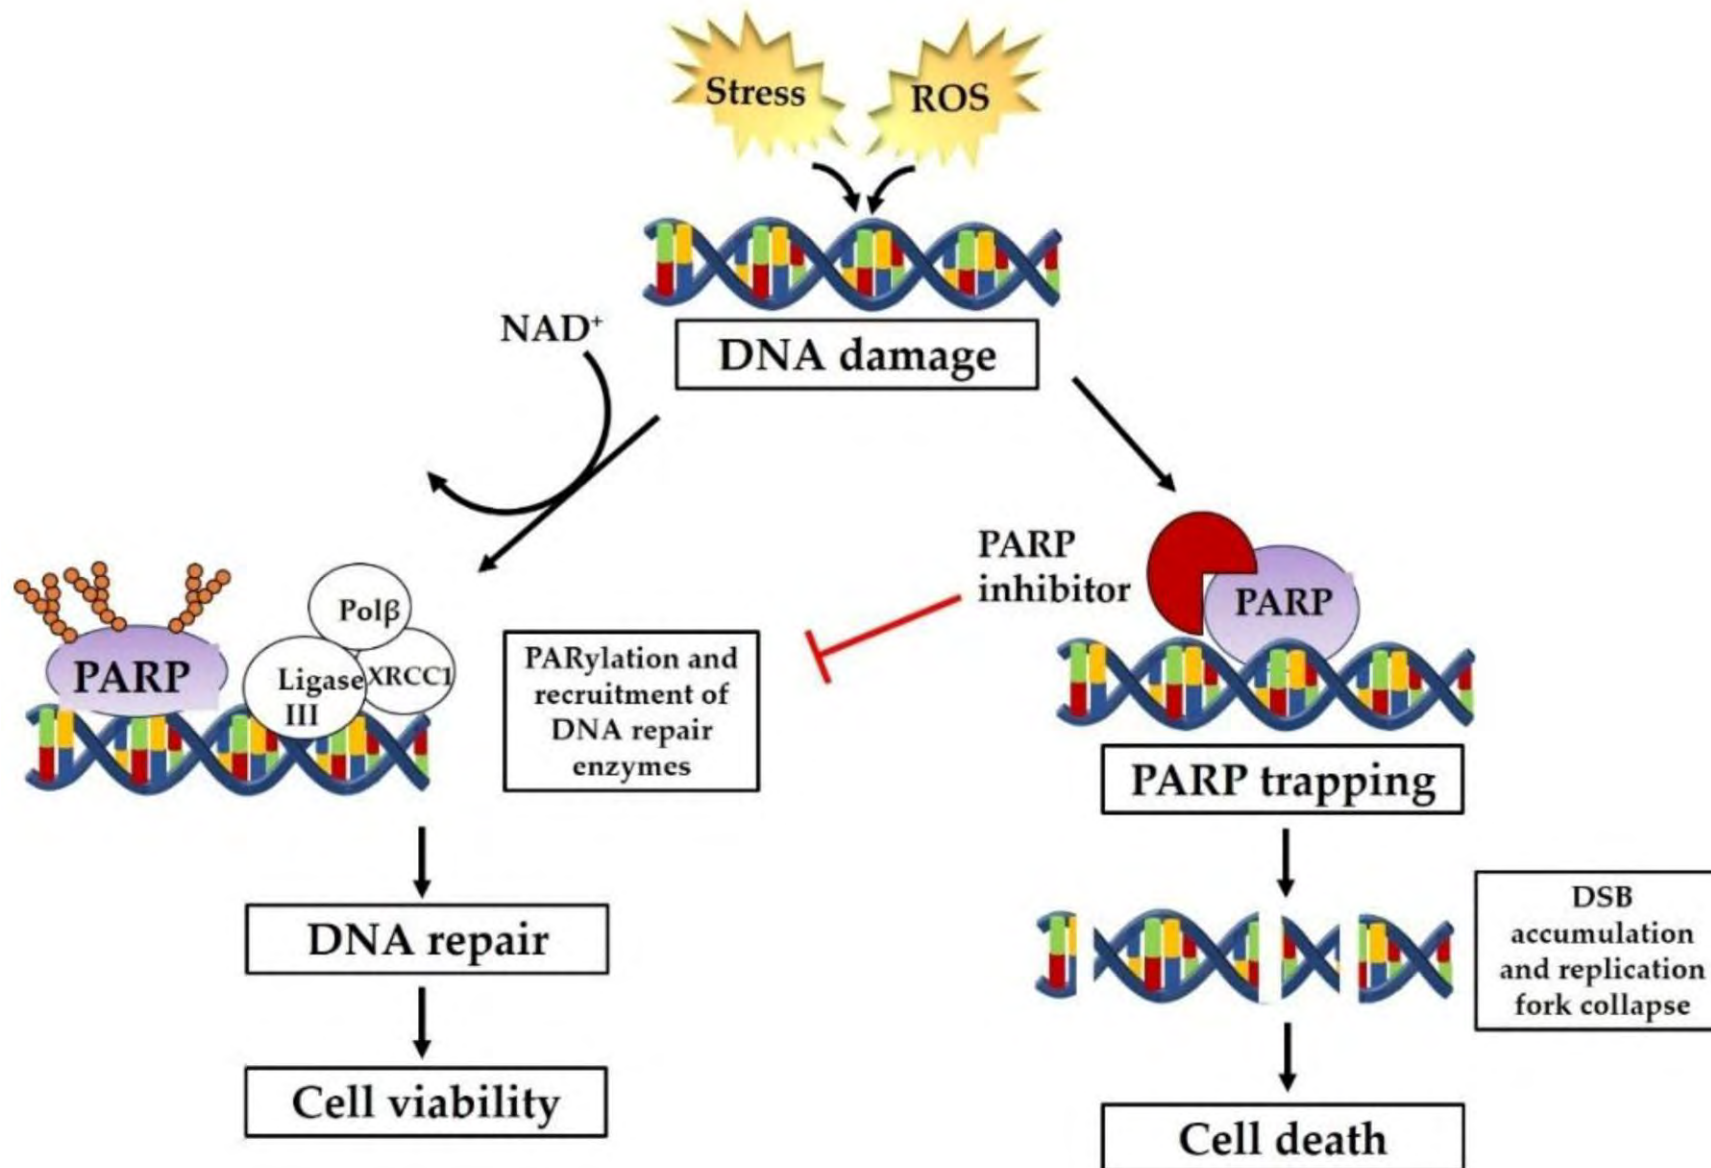 Stress
ROS
NAD⁺
DNA damage
PARP
inhibitor
PARP
Polβ
PARP
Ligase
III
XRCC1
PARylation and
recruitment of
DNA repair
enzymes
PARP trapping
DNA repair
DSB
accumulation
and replication
fork collapse
Cell viability
Cell death